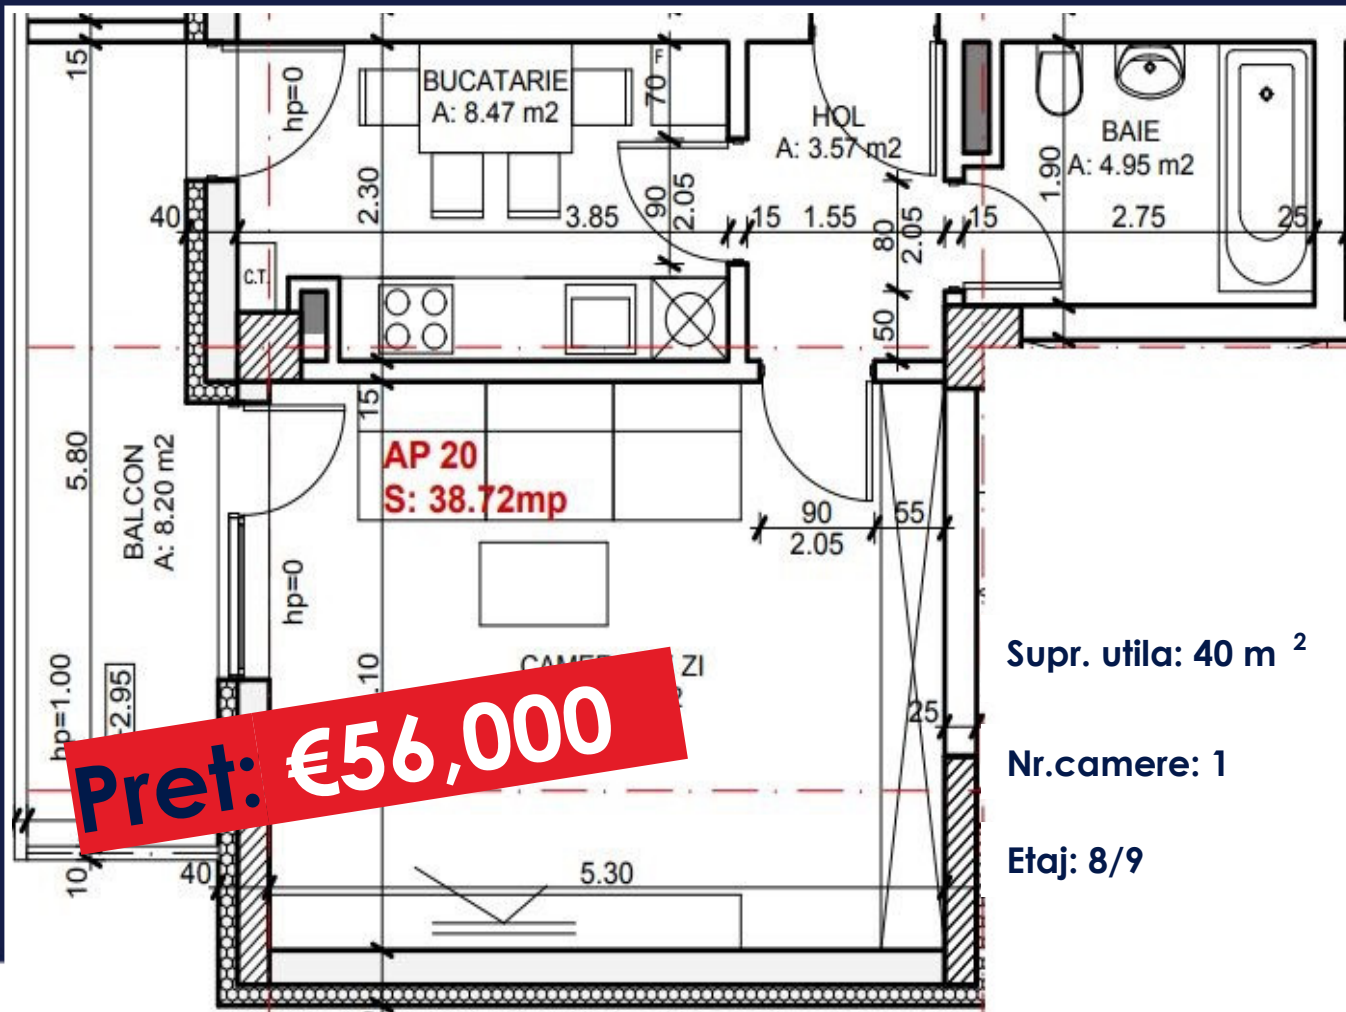 BUCATARIE
A: 8.47 m2
F
70
15
hp=0
HOL
A: 3.57 m2
BAIE
A: 4.95 m2
1.90
2.30
90
2.05
40
3.85
15
1.55
80
2.05
15
2.75
25
C.T.
50
15
AP 20
S: 38.72mp
5.80
BALCON
A: 8.20 m2
90
2.05
55
hp=0
ZI
.10
hp=1.00
-2.95
25
Pret: €56,000
Supr. utila: 40 m 2
Nr.camere: 1
Etaj: 8/9
10
40
5.30